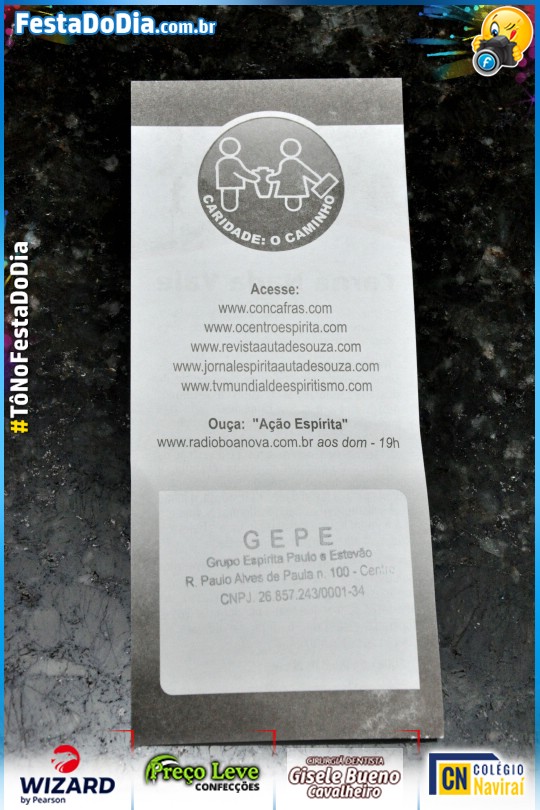 FestaDoDia.com.br
#TôNoFestaDoDia
CARIDADE: O CAMINHO
Acesse:
www.concafras.com
www.ocentroespirita.com
www.revistaautadesouza.com
www.jornalespiritaautadesouza.com
www.tvmundialdeespiritismo.com
Ouça: "Ação Espírita"
www.radioboanova.com.br aos dom - 19h
G E P E
Grupo Espírita Paulo e Estevão
R. Paulo Alves de Paula n. 100 - Centro
CNPJ. 26.857.243/0001-34
WIZARD
by Pearson
Preço Leve
CONFECÇÕES
CIRURGIÃ DENTISTA
Gisele Bueno
Cavalheiro
CN COLÉGIO
Naviraí